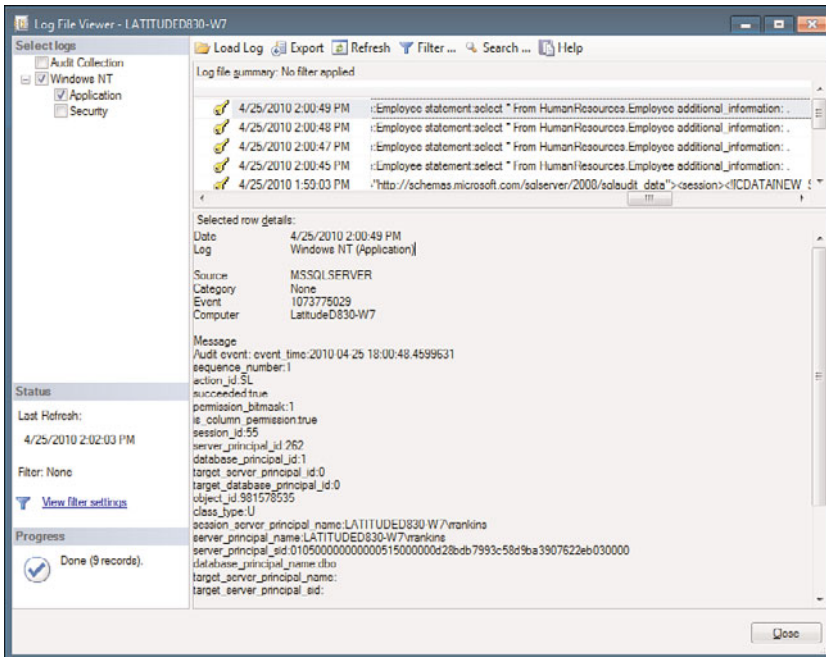 Log File Viewer - LATITUDED830-W7
Select logs
Audit Collection
Windows NT
Application
Security
Load Log Export Refresh Filter ... Search ... Help
Log file summary: No filter applied
4/25/2010 2:00:49 PM :Employee statement:select * From HumanResources.Employee additional_information: .
4/25/2010 2:00:48 PM :Employee statement:select * From HumanResources.Employee additional_information: .
4/25/2010 2:00:47 PM :Employee statement:select * From HumanResources.Employee additional_information: .
4/25/2010 2:00:45 PM :Employee statement:select * From HumanResources.Employee additional_information: .
4/25/2010 1:59:03 PM ="http://schemas.microsoft.com/sqlserver/2008/sqlaudit_data"><session><![CDATA[NEW_
Selected row details:
Date 4/25/2010 2:00:49 PM
Log Windows NT (Application)
Source MSSQLSERVER
Category None
Event 1073775029
Computer LatitudeD830-W7
Message
Audit event: event_time:2010-04-25 18:00:48.4599631
sequence_number:1
action_id:SL
succeeded:true
permission_bitmask:1
is_column_permission:true
session_id:55
server_principal_id:262
database_principal_id:1
target_server_principal_id:0
target_database_principal_id:0
object_id:981578535
class_type:U
session_server_principal_name:LATITUDED830-W7\rrankins
server_principal_name:LATITUDED830-W7\rrankins
database_principal_name:dbo
target_server_principal_name:
target_server_principal_sid:
Status
Last Refresh:
4/25/2010 2:02:03 PM
Filter: None
View filter settings
Progress
Done (9 records).
Close